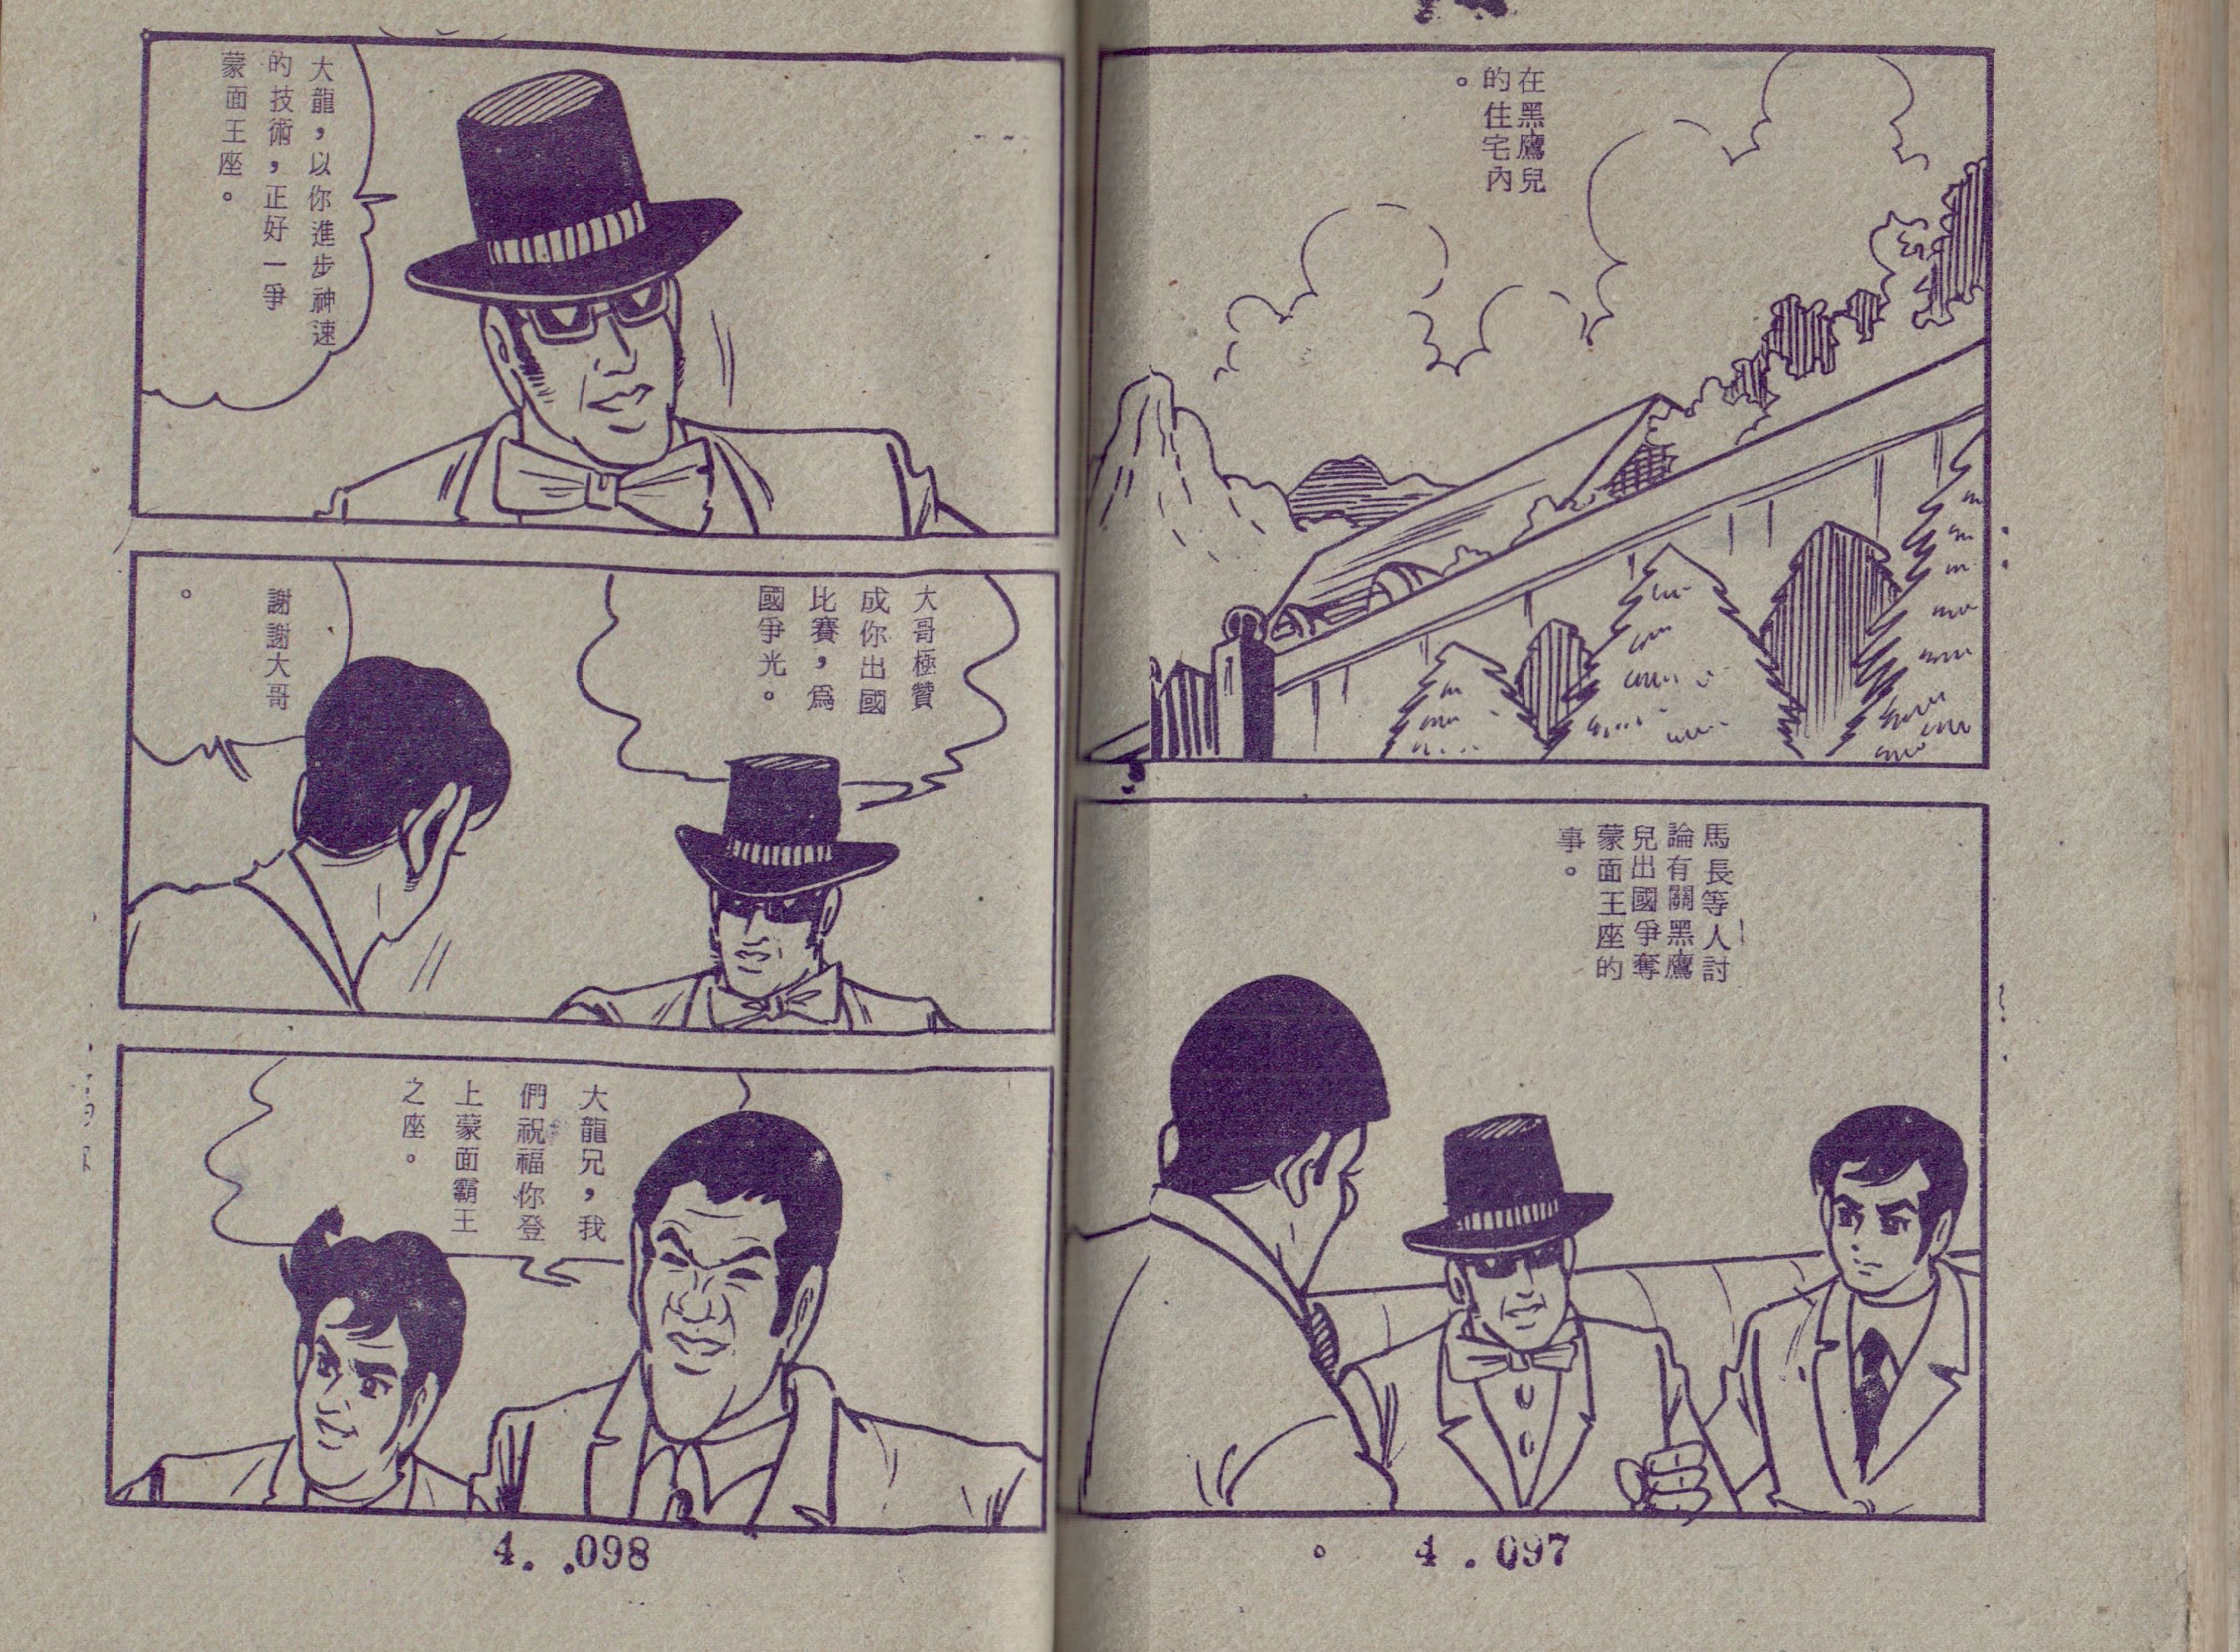 在黑鷹兒
的住宅內
。
馬長等人討
論有關黑鷹
兒出國爭奪
蒙面王座的
事。
4.097
大龍，以你進步神速
的技術，正好一爭
蒙面王座。
大哥極贊
成你出國
比賽，為
國爭光。
謝謝大哥
。
大龍兄，我
們祝福你登
上蒙面霸王
之座。
4..098